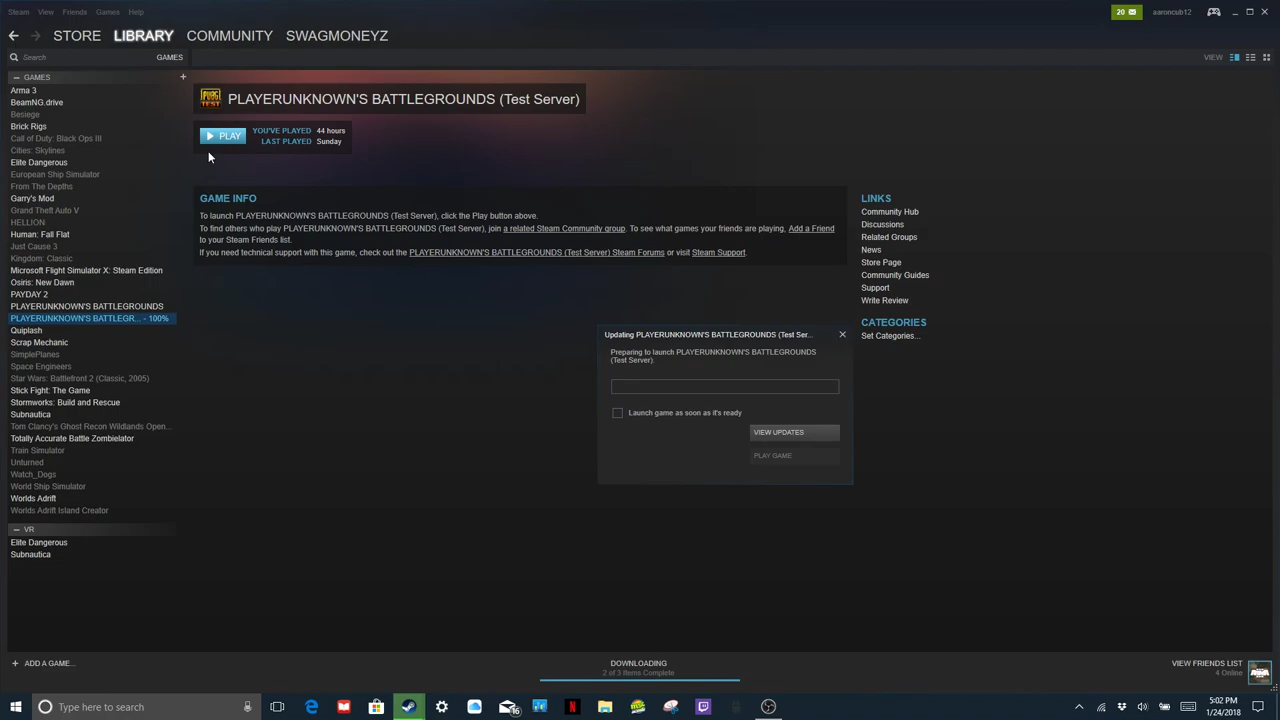 Steam View Friends Games Help
20
aaroncub12
STORE LIBRARY COMMUNITY SWAGMONEYZ
Search GAMES
VIEW
GAMES +
Arma 3
BeamNG.drive
Besiege
Brick Rigs
Call of Duty: Black Ops III
Cities: Skylines
Elite Dangerous
European Ship Simulator
From The Depths
Garry's Mod
Grand Theft Auto V
HELLION
Human: Fall Flat
Just Cause 3
Kingdom: Classic
Microsoft Flight Simulator X: Steam Edition
Osiris: New Dawn
PAYDAY 2
PLAYERUNKNOWN'S BATTLEGROUNDS
PLAYERUNKNOWN'S BATTLEGR... - 100%
Quiplash
Scrap Mechanic
SimplePlanes
Space Engineers
Star Wars: Battlefront 2 (Classic, 2005)
Stick Fight: The Game
Stormworks: Build and Rescue
Subnautica
Tom Clancy's Ghost Recon Wildlands Open...
Totally Accurate Battle Zombielator
Train Simulator
Unturned
Watch_Dogs
World Ship Simulator
Worlds Adrift
Worlds Adrift Island Creator
VR
Elite Dangerous
Subnautica
PUBG TEST
PLAYERUNKNOWN'S BATTLEGROUNDS (Test Server)
PLAY
YOU'VE PLAYED 44 hours
LAST PLAYED Sunday
GAME INFO
To launch PLAYERUNKNOWN'S BATTLEGROUNDS (Test Server), click the Play button above.
To find others who play PLAYERUNKNOWN'S BATTLEGROUNDS (Test Server), join a related Steam Community group. To see what games your friends are playing, Add a Friend
to your Steam Friends list.
If you need technical support with this game, check out the PLAYERUNKNOWN'S BATTLEGROUNDS (Test Server) Steam Forums or visit Steam Support.
LINKS
Community Hub
Discussions
Related Groups
News
Store Page
Community Guides
Support
Write Review
CATEGORIES
Set Categories...
Updating PLAYERUNKNOWN'S BATTLEGROUNDS (Test Ser...
Preparing to launch PLAYERUNKNOWN'S BATTLEGROUNDS
(Test Server).
Launch game as soon as it's ready
VIEW UPDATES
PLAY GAME
+ ADD A GAME...
DOWNLOADING
2 of 3 Items Complete
VIEW FRIENDS LIST
4 Online
Type here to search
16
5:02 PM
1/24/2018